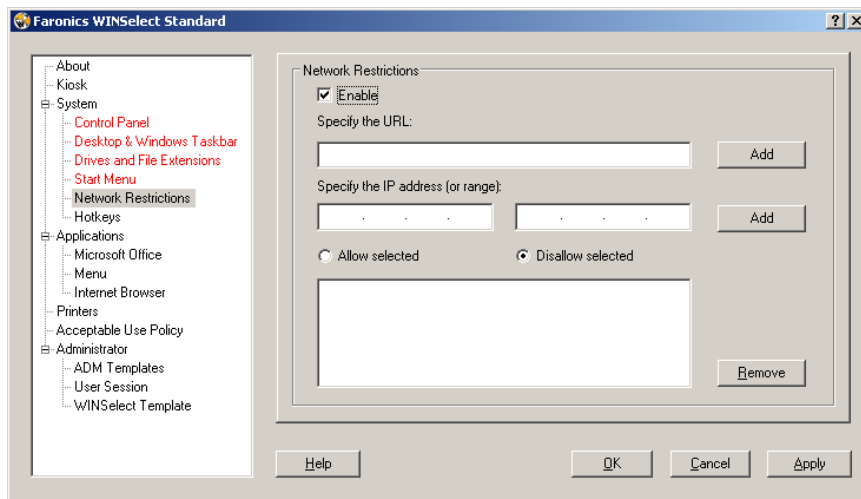 Faronics WINSelect Standard
About
Kiosk
System
Control Panel
Desktop & Windows Taskbar
Drives and File Extensions
Start Menu
Network Restrictions
Hotkeys
Applications
Microsoft Office
Menu
Internet Browser
Printers
Acceptable Use Policy
Administrator
ADM Templates
User Session
WINSelect Template
Network Restrictions
Enable
Specify the URL:
Add
Specify the IP address (or range):
. . . . . . Add
Allow selected Disallow selected
Remove
Help OK Cancel Apply